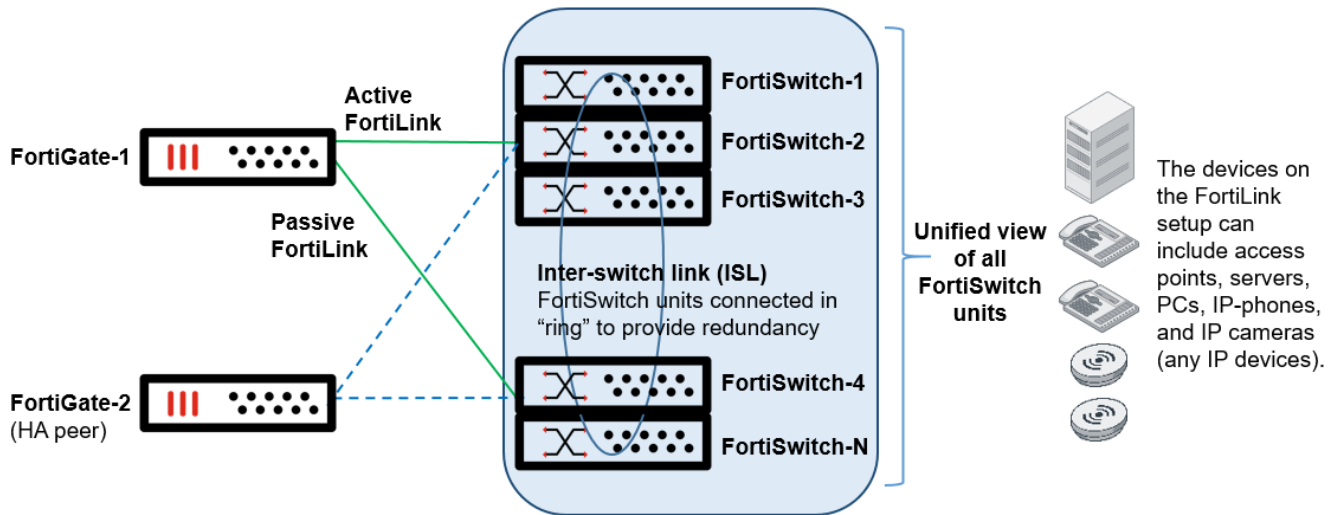 Active
FortiLink
FortiGate-1
Passive
FortiLink
FortiGate-2
(HA peer)
FortiSwitch-1
FortiSwitch-2
FortiSwitch-3
Inter-switch link (ISL)
FortiSwitch units connected in
“ring” to provide redundancy
FortiSwitch-4
FortiSwitch-N
Unified view
of all
FortiSwitch
units
The devices on
the FortiLink
setup can
include access
points, servers,
PCs, IP-phones,
and IP cameras
(any IP devices).